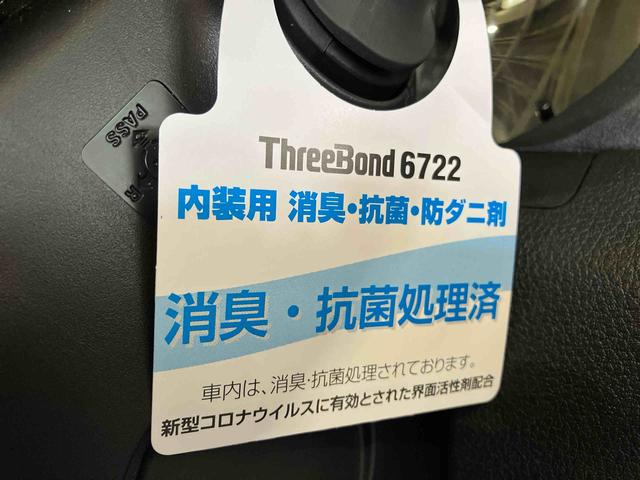 PASS
R
ThreeBond 6722
内装用 消臭・抗菌・防ダニ剤
消臭・抗菌処理済
車内は、消臭・抗菌処理されております。
新型コロナウイルスに有効とされた界面活性剤配合